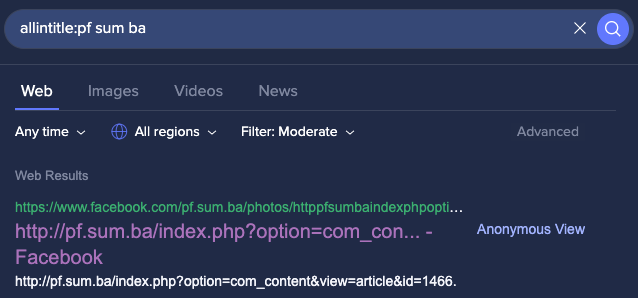 allintitle:pf sum ba
Web Images Videos News
Any time All regions Filter: Moderate Advanced
Web Results
https://www.facebook.com/pf.sum.ba/photos/httppfsumbaindexphpopti...
http://pf.sum.ba/index.php?option=com_con... -
Facebook
Anonymous View
http://pf.sum.ba/index.php?option=com_content&view=article&id=1466.